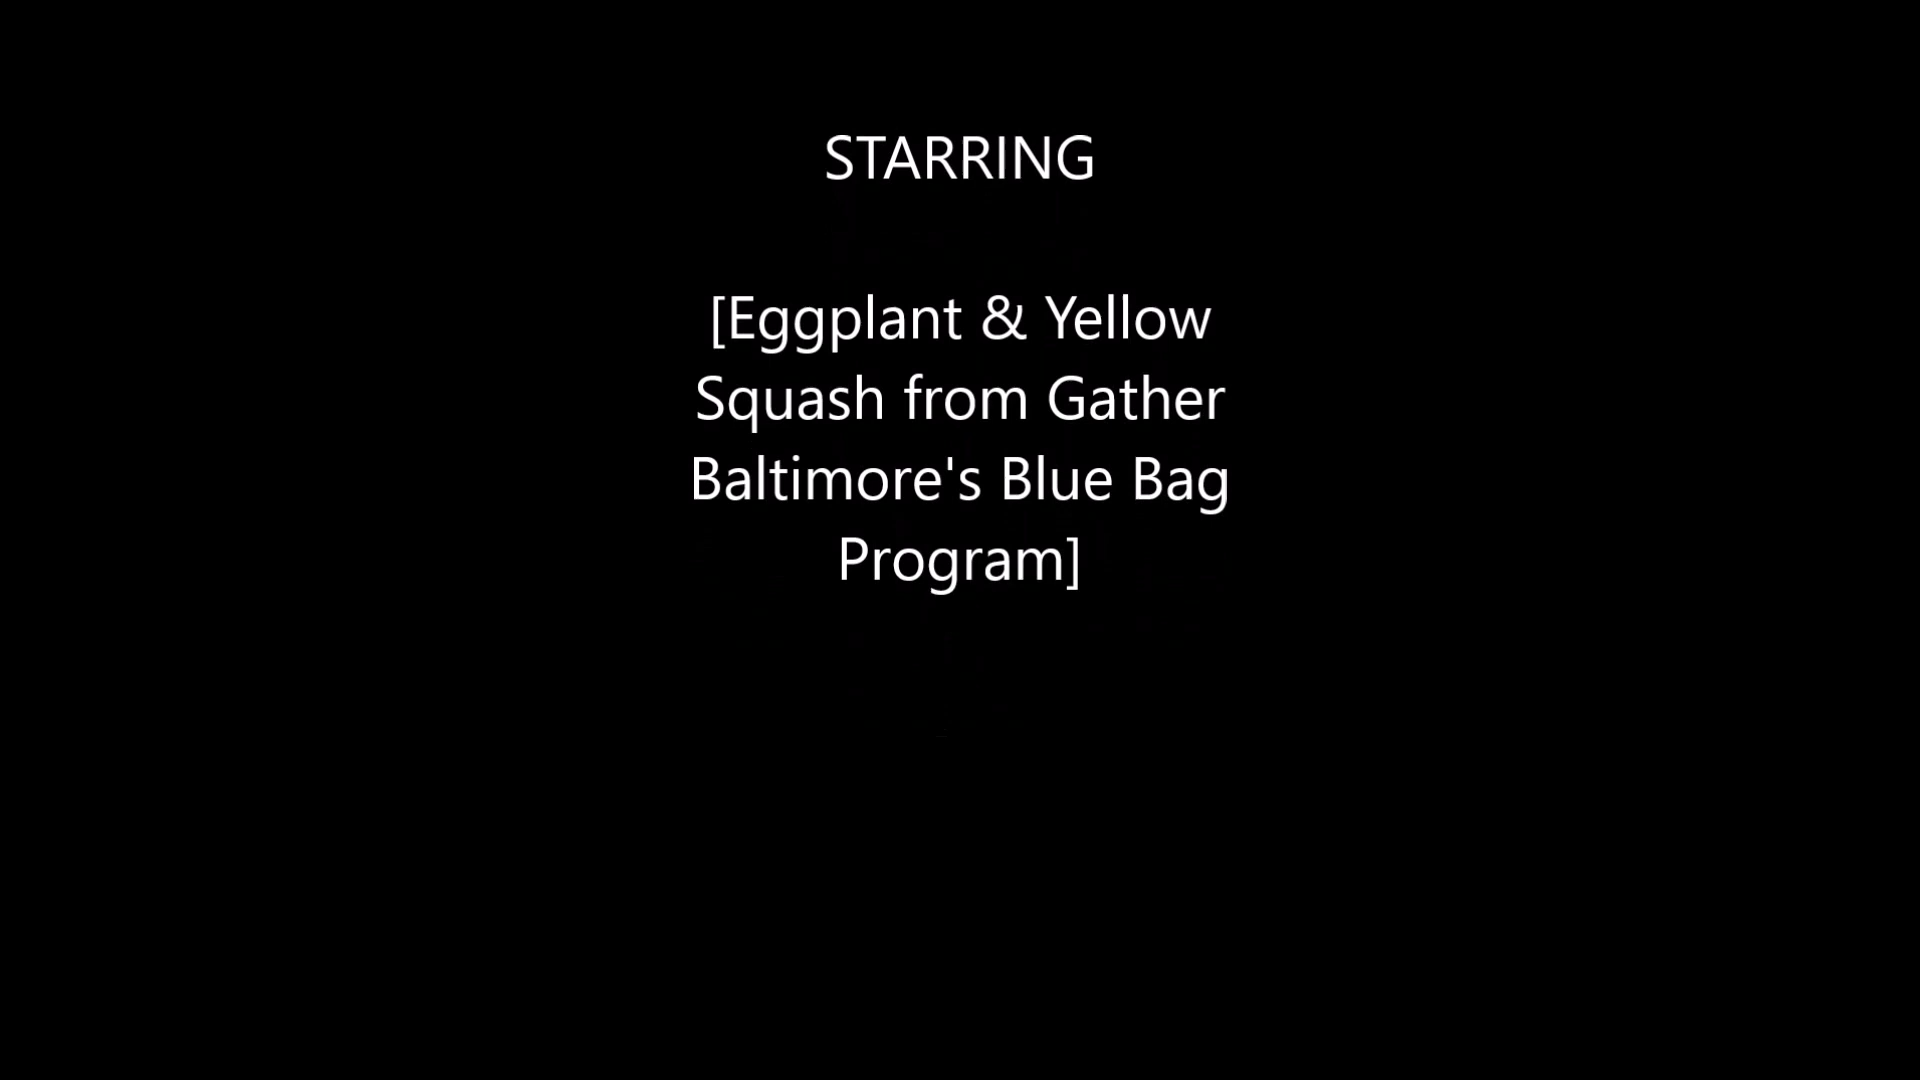 STARRING
[Eggplant & Yellow
Squash from Gather
Baltimore's Blue Bag
Program]